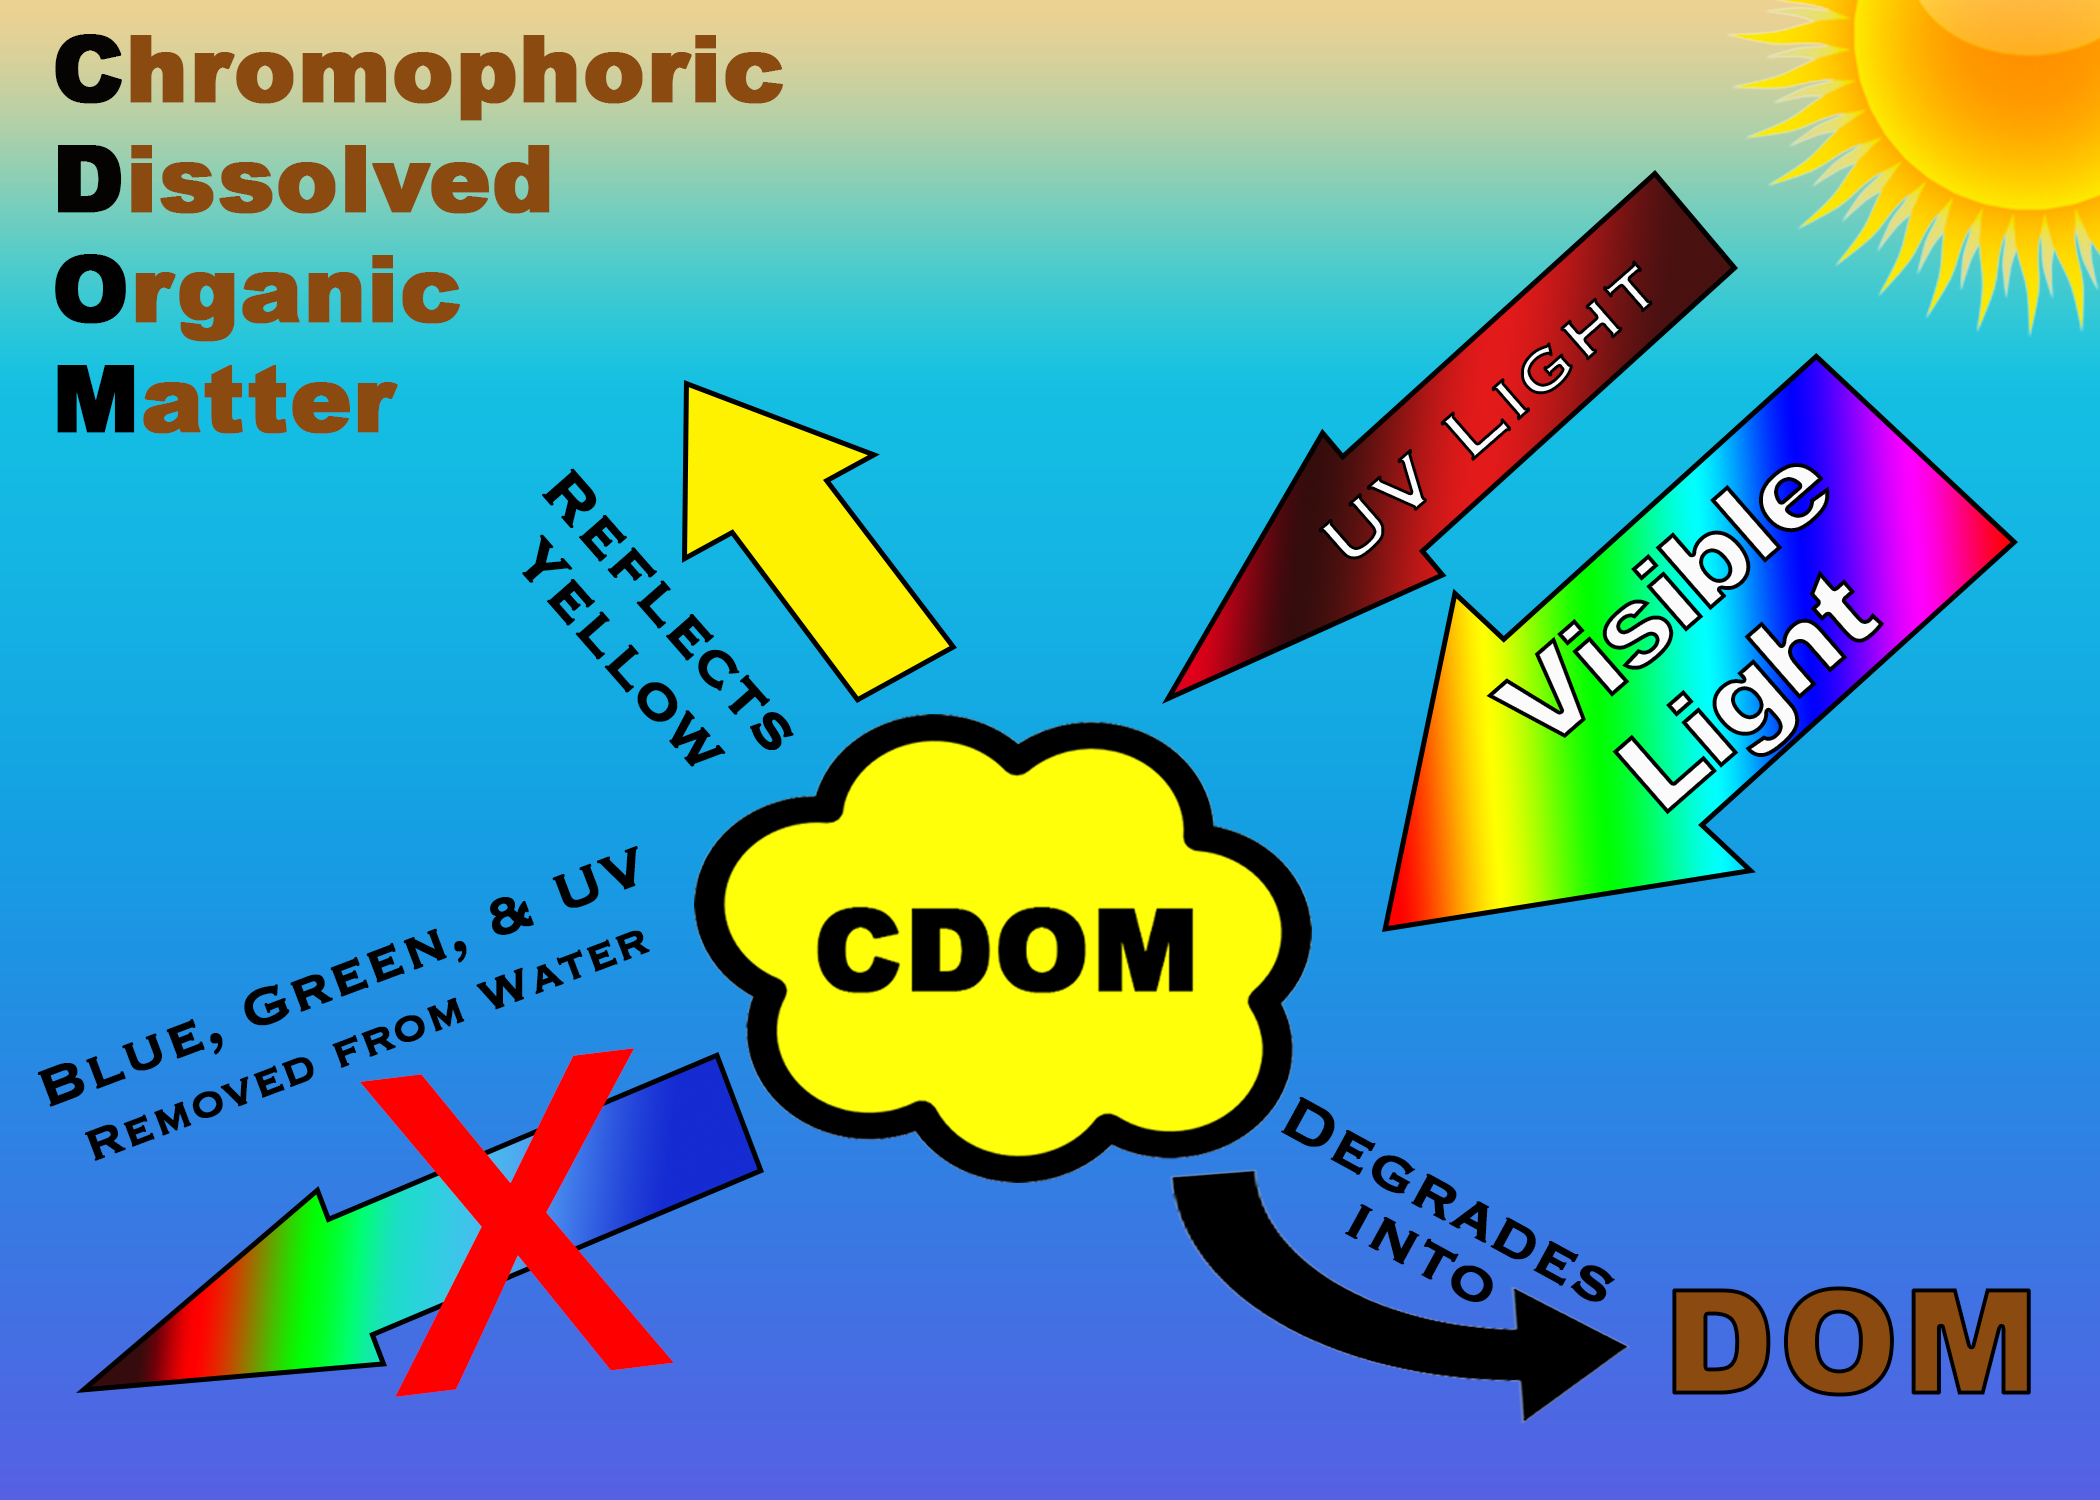 Chromophoric
Dissolved
Organic
Matter
UV LIGHT
Visible
Light
REFLECTS
YELLOW
CDOM
BLUE, GREEN, & UV
REMOVED FROM WATER
X
DEGRADES
INTO
DOM